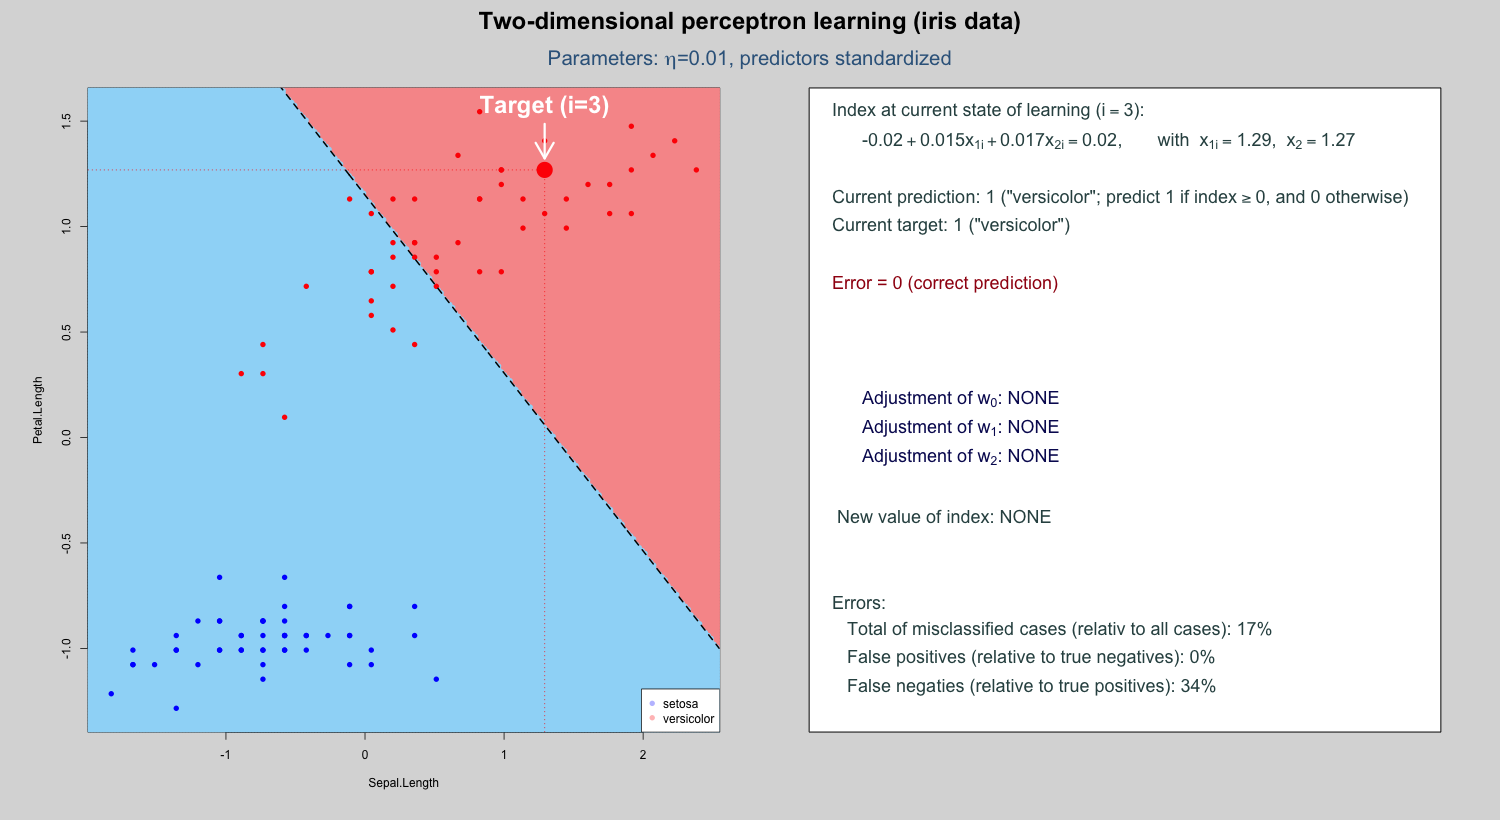 Two-dimensional perceptron learning (iris data)
Parameters: η=0.01, predictors standardized
Target (i=3)
1.5
1.0
0.5
0.0
-0.5
-1.0
Petal.Length
-1
0
1
2
Sepal.Length
setosa
versicolor
Index at current state of learning (i = 3):
-0.02 + 0.015x1i + 0.017x2i = 0.02, with x1i = 1.29, x2 = 1.27
Current prediction: 1 ("versicolor"; predict 1 if index ≥ 0, and 0 otherwise)
Current target: 1 ("versicolor")
Error = 0 (correct prediction)
Adjustment of w0: NONE
Adjustment of w1: NONE
Adjustment of w2: NONE
New value of index: NONE
Errors:
Total of misclassified cases (relativ to all cases): 17%
False positives (relative to true negatives): 0%
False negaties (relative to true positives): 34%